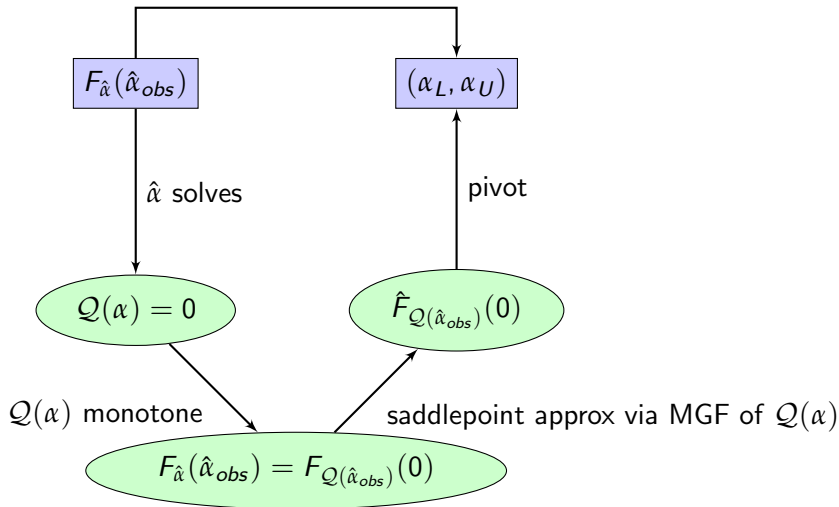 F_α̂(α̂_obs)
(α_L, α_U)
α̂ solves
pivot
𝒬(α) = 0
F̂_𝒬(α̂_obs)(0)
𝒬(α) monotone
saddlepoint approx via MGF of 𝒬(α)
F_α̂(α̂_obs) = F_𝒬(α̂_obs)(0)